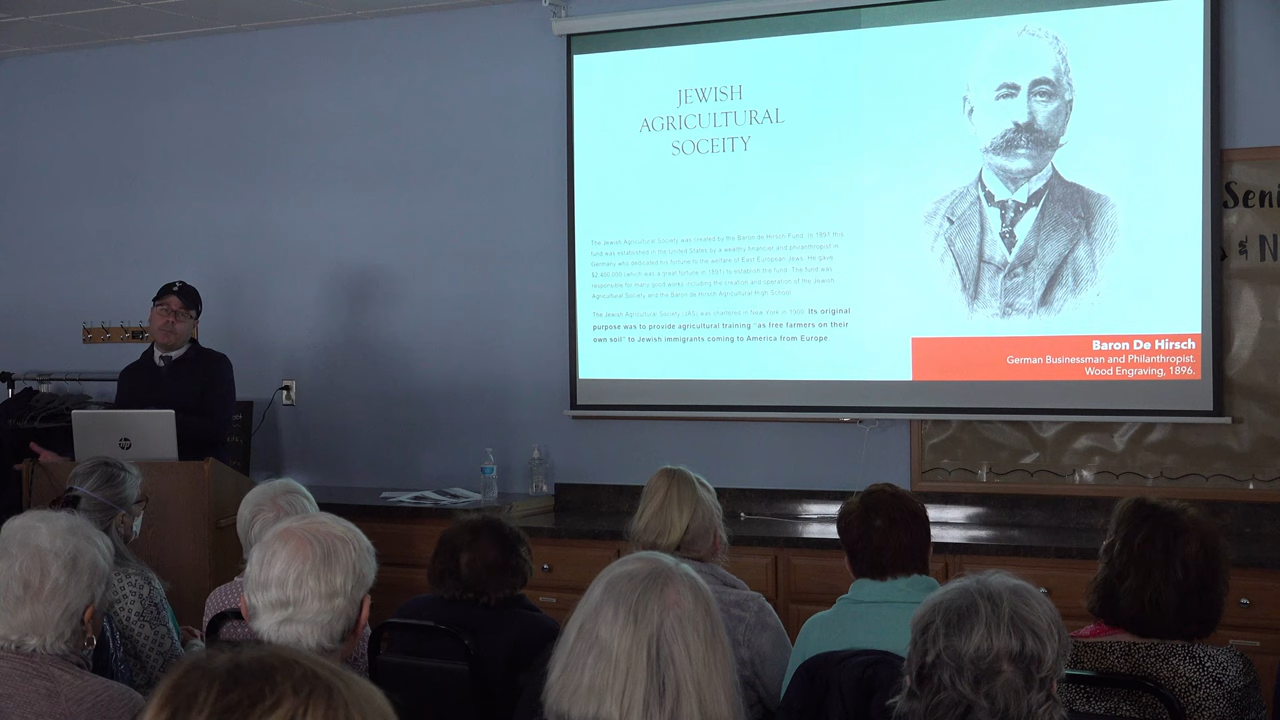 JEWISH
AGRICULTURAL
SOCEITY
The Jewish Agricultural Society was created by the Baron de Hirsch Fund. In 1891 this
fund was established in the United States by a wealthy financier and philanthropist in
Germany who dedicated his fortune to the welfare of East European Jews. He gave
$2,400,000 (which was a great fortune in 1891) to establish the fund. The fund was
responsible for many good works including the creation and operation of the Jewish
Agricultural Society and the Baron de Hirsch Agricultural High School.
The Jewish Agricultural Society (JAS) was chartered in New York in 1900. Its original
purpose was to provide agricultural training "as free farmers on their
own soil" to Jewish immigrants coming to America from Europe.
Baron De Hirsch
German Businessman and Philanthropist.
Wood Engraving, 1896.
Seni
& N
hp